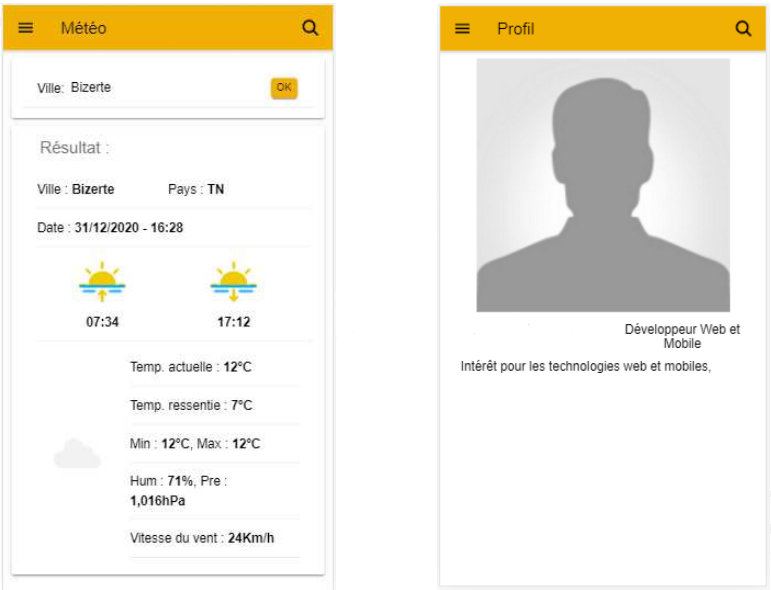 Météo
Ville: Bizerte
OK
Résultat :
Ville : Bizerte Pays : TN
Date : 31/12/2020 - 16:28
07:34 17:12
Temp. actuelle : 12°C
Temp. ressentie : 7°C
Min : 12°C, Max : 12°C
Hum : 71%, Pre :
1,016hPa
Vitesse du vent : 24Km/h
Profil
Développeur Web et
Mobile
Intérêt pour les technologies web et mobiles,